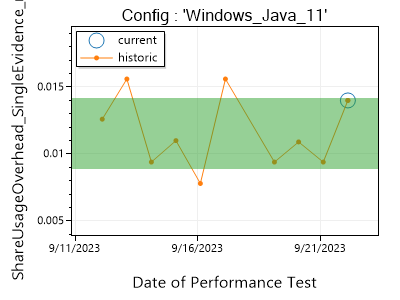 Config : 'Windows_Java_11'
current
historic
ShareUsageOverhead_SingleEvidence_
0.015
0.01
0.005
9/11/2023
9/16/2023
9/21/2023
Date of Performance Test